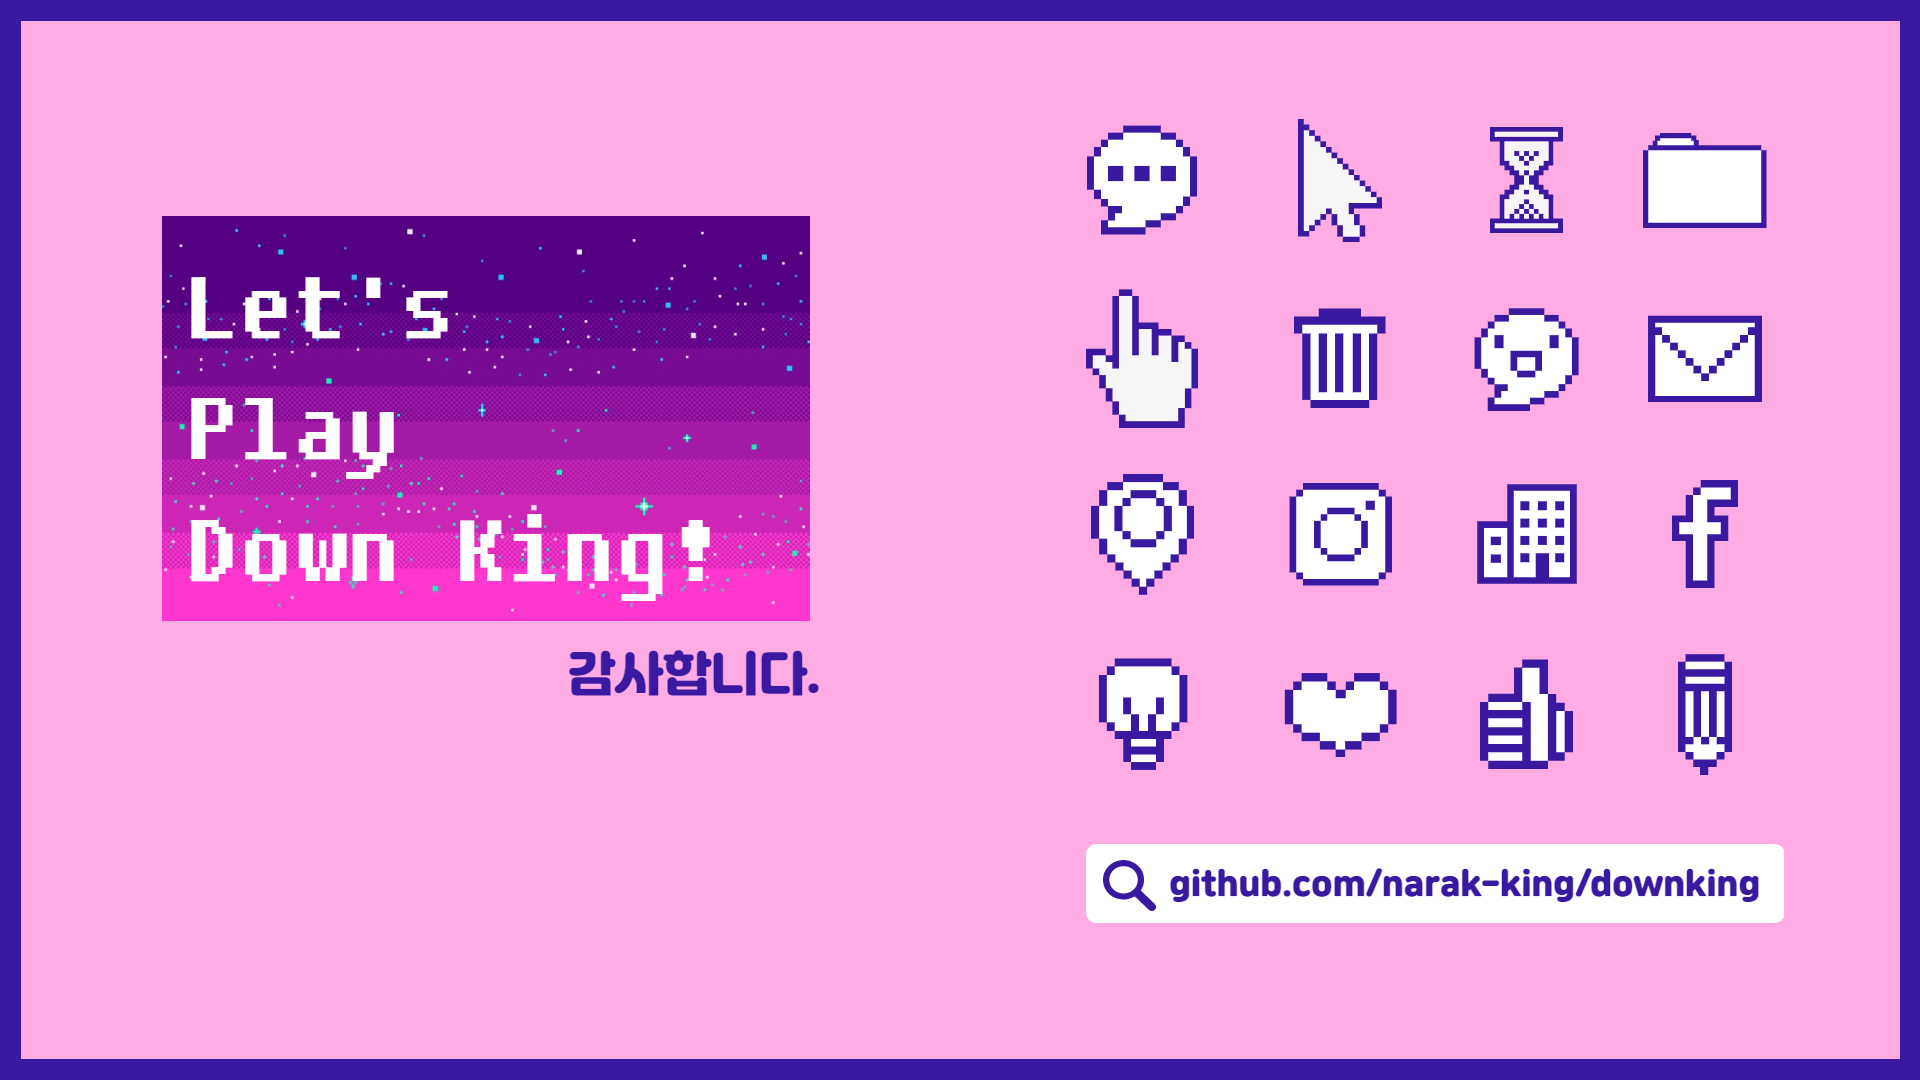 Let's
Play
Down King!
감사합니다.
github.com/narak-king/downking